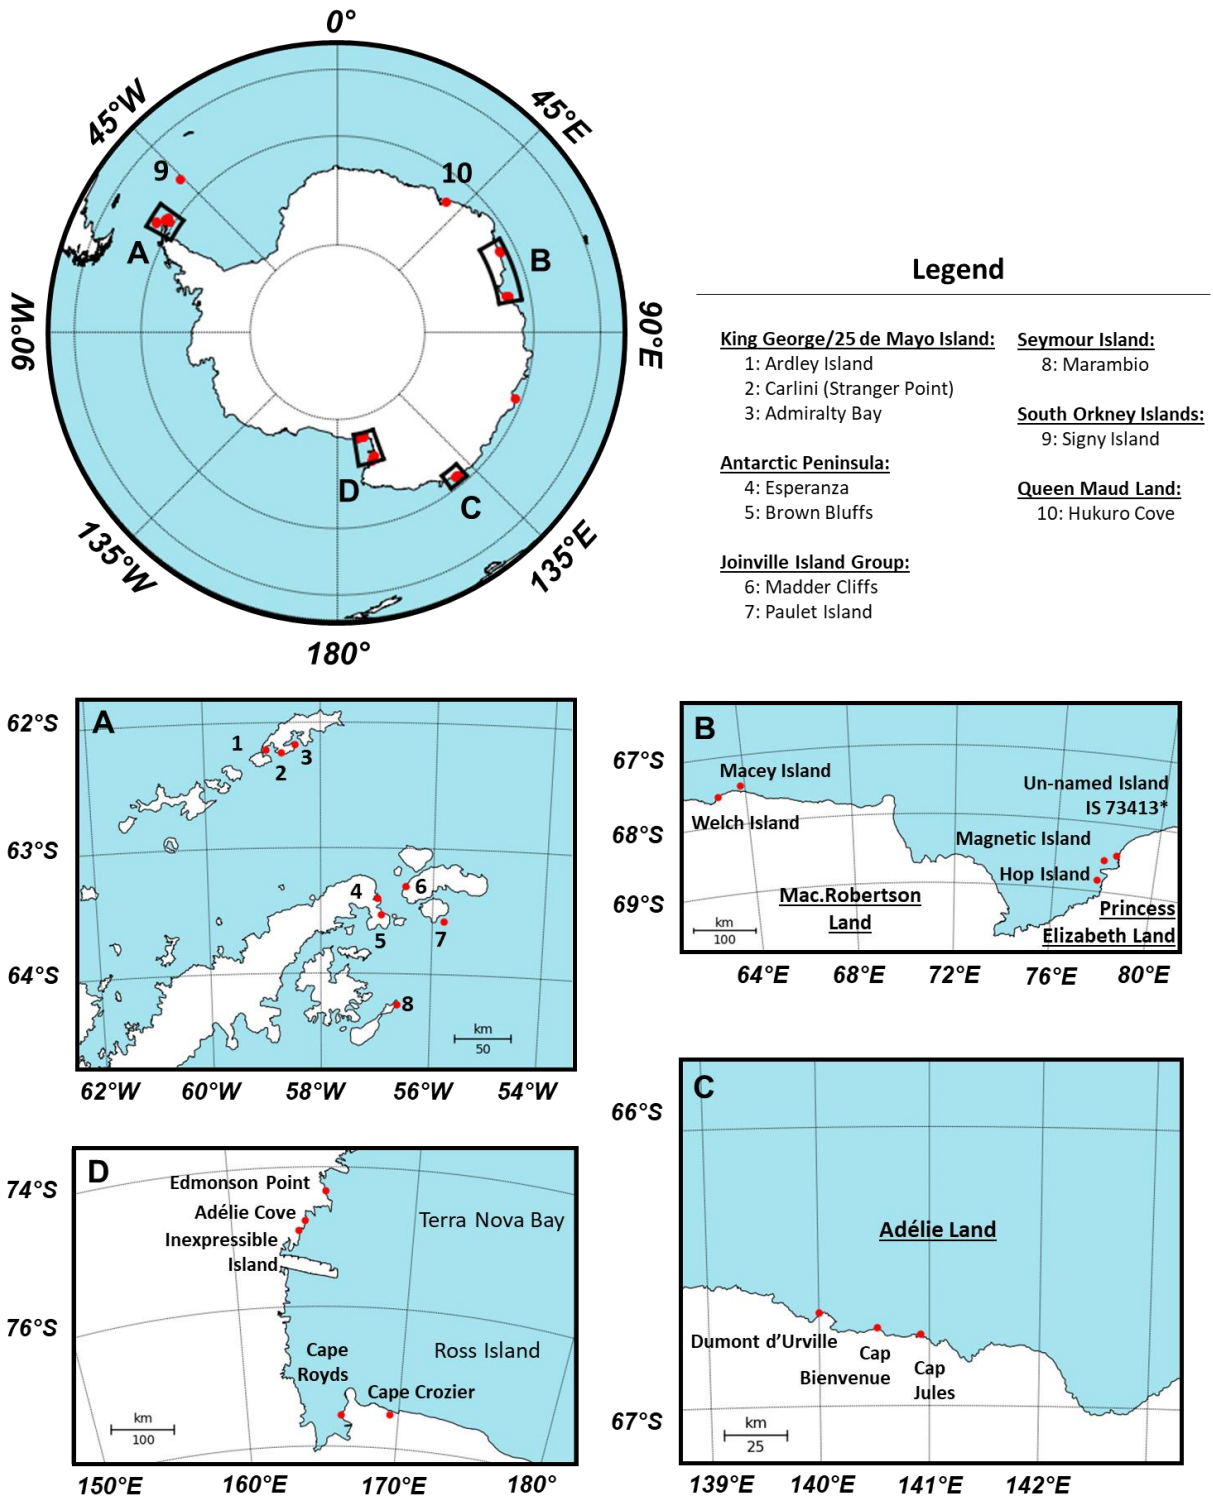 0°
45°W
45°E
9
10
A
B
90°W
90°E
D
C
135°W
135°E
180°
Legend
King George/25 de Mayo Island:
1: Ardley Island
2: Carlini (Stranger Point)
3: Admiralty Bay
Antarctic Peninsula:
4: Esperanza
5: Brown Bluffs
Joinville Island Group:
6: Madder Cliffs
7: Paulet Island
Seymour Island:
8: Marambio
South Orkney Islands:
9: Signy Island
Queen Maud Land:
10: Hukuro Cove
A
62°S
1
2
3
63°S
4
6
5
7
64°S
8
km
50
62°W 60°W 58°W 56°W 54°W
B
67°S
Macey Island
Un-named Island
IS 73413*
Welch Island
68°S
Magnetic Island
Hop Island
Mac.Robertson
Land
69°S
Princess
Elizabeth Land
km
100
64°E 68°E 72°E 76°E 80°E
C
66°S
Adélie Land
Dumont d’Urville
Cap
Bienvenue
Cap
Jules
67°S
km
25
139°E 140°E 141°E 142°E
D
74°S
Edmonson Point
Adélie Cove
Terra Nova Bay
Inexpressible
Island
76°S
Cape
Royds
Ross Island
Cape Crozier
km
100
150°E 160°E 170°E 180°